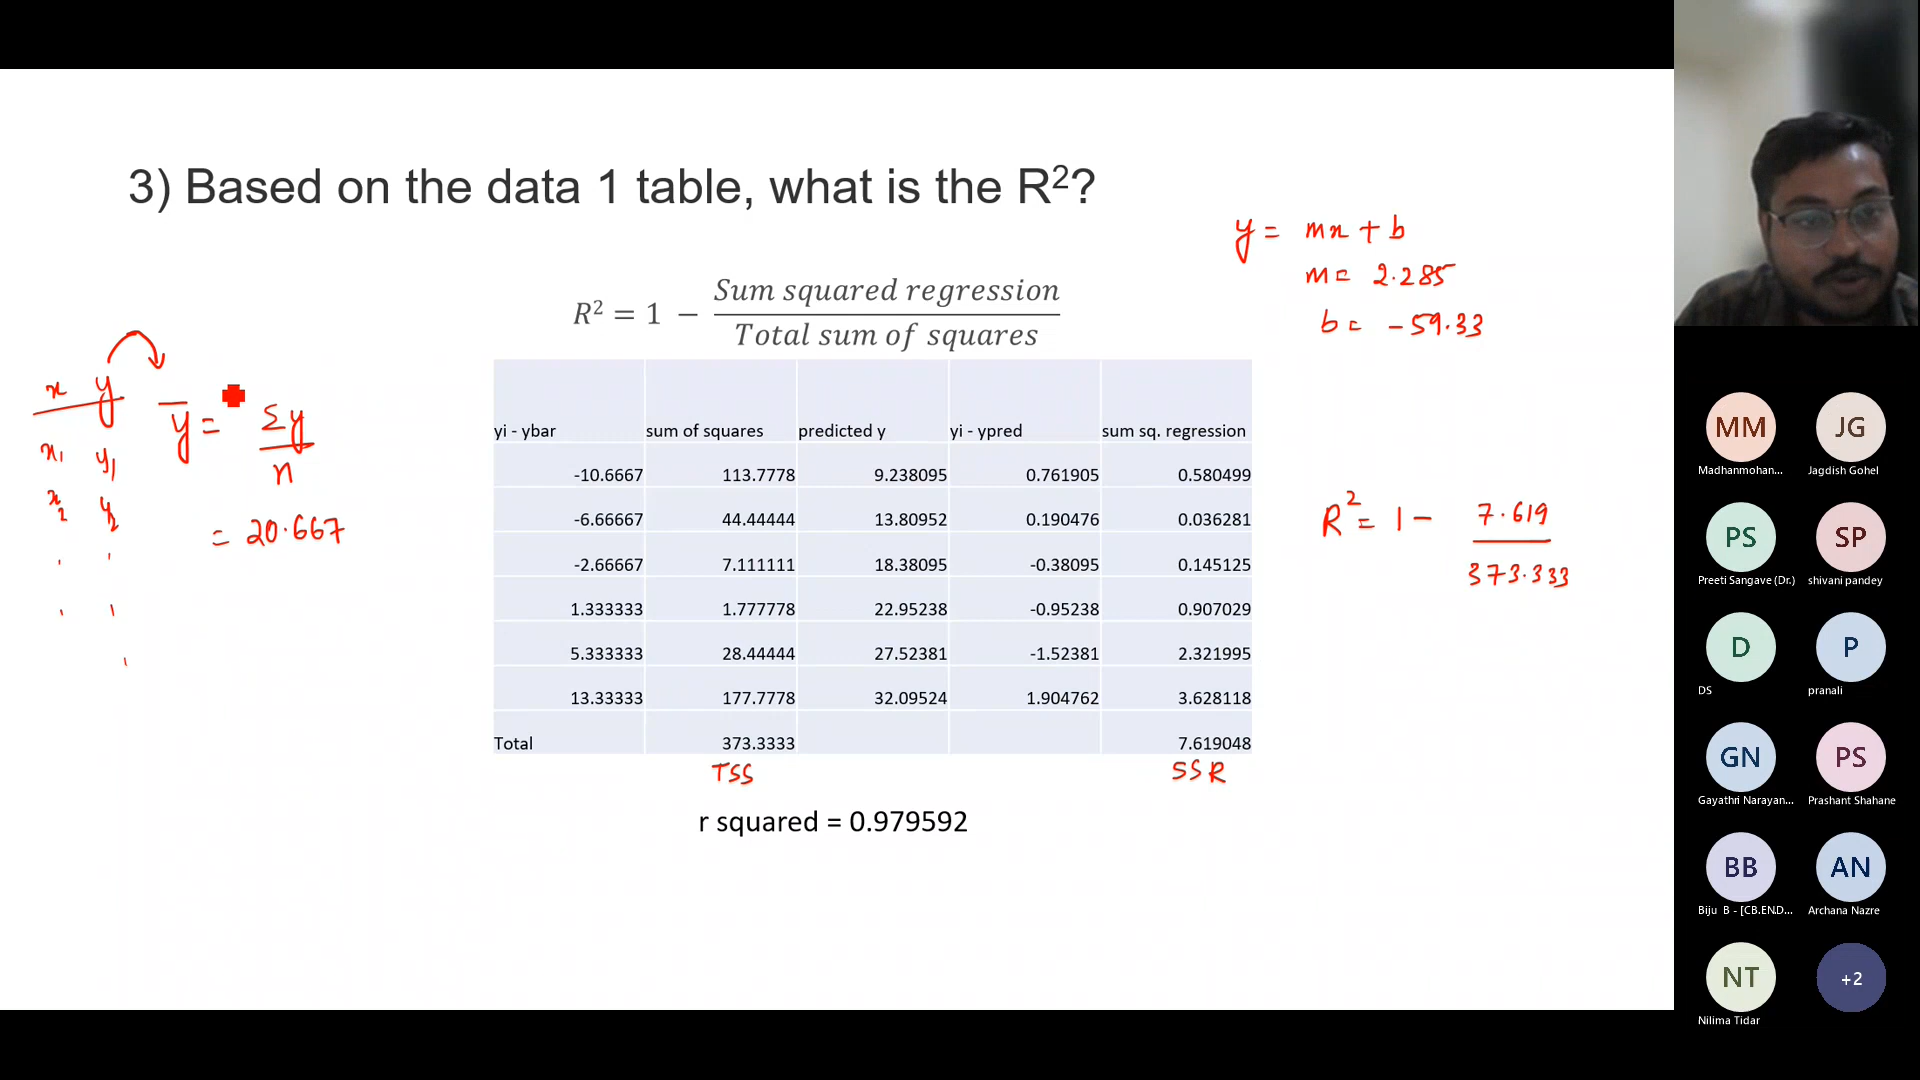 3) Based on the data 1 table, what is the R²?
y = mx + b
m = 2.285
b = -59.33
R² = 1 − Sum squared regression / Total sum of squares
x y
x₁ y₁
x₂ y₂
ȳ = Σy / n
= 20.667
yi - ybar sum of squares predicted y yi - ypred sum sq. regression
-10.6667 113.7778 9.238095 0.761905 0.580499
-6.66667 44.44444 13.80952 0.190476 0.036281
-2.66667 7.111111 18.38095 -0.38095 0.145125
1.333333 1.777778 22.95238 -0.95238 0.907029
5.333333 28.44444 27.52381 -1.52381 2.321995
13.33333 177.7778 32.09524 1.904762 3.628118
Total 373.3333 7.619048
TSS SSR
r squared = 0.979592
R² = 1 - 7.619 / 373.333
MM JG
Madhanmohan... Jagdish Gohel
PS SP
Preeti Sangave (Dr.) shivani pandey
D P
DS pranali
GN PS
Gayathri Narayan... Prashant Shahane
BB AN
Biju B - [CB.EN.D... Archana Nazre
NT +2
Nilima Tidar